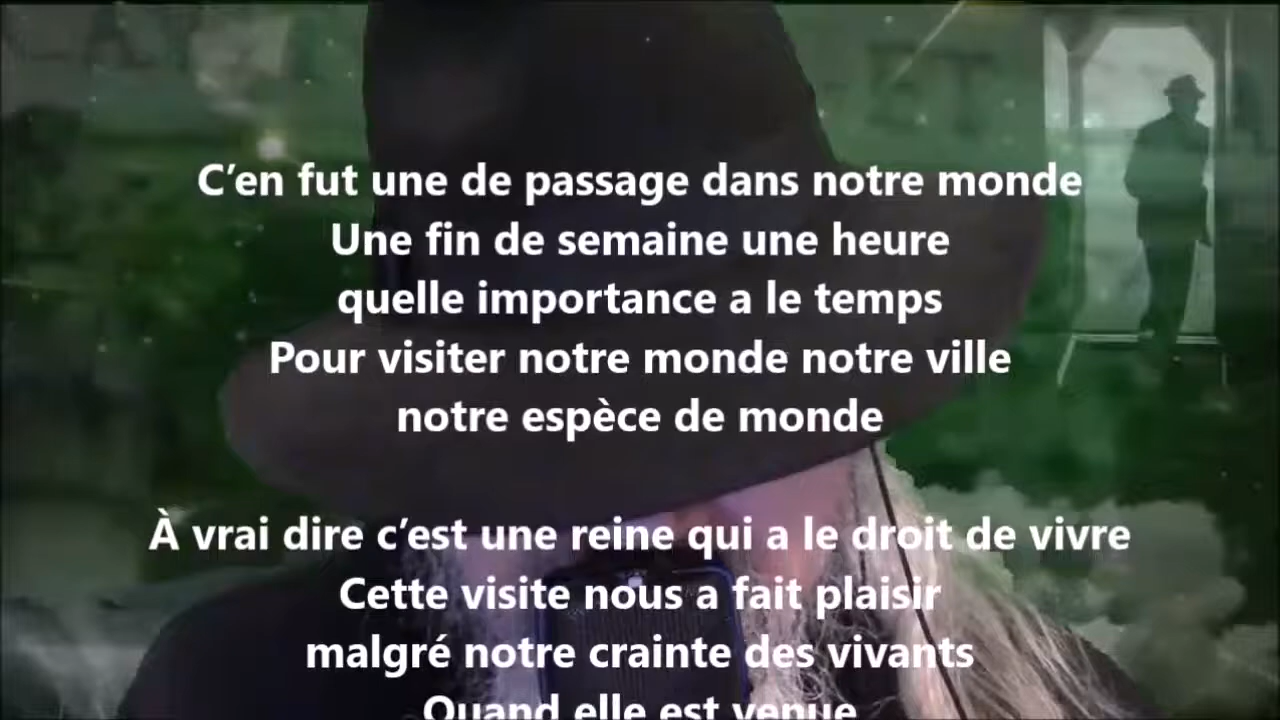 C’en fut une de passage dans notre monde
Une fin de semaine une heure
quelle importance a le temps
Pour visiter notre monde notre ville
notre espèce de monde
À vrai dire c’est une reine qui a le droit de vivre
Cette visite nous a fait plaisir
malgré notre crainte des vivants
Quand elle est venue